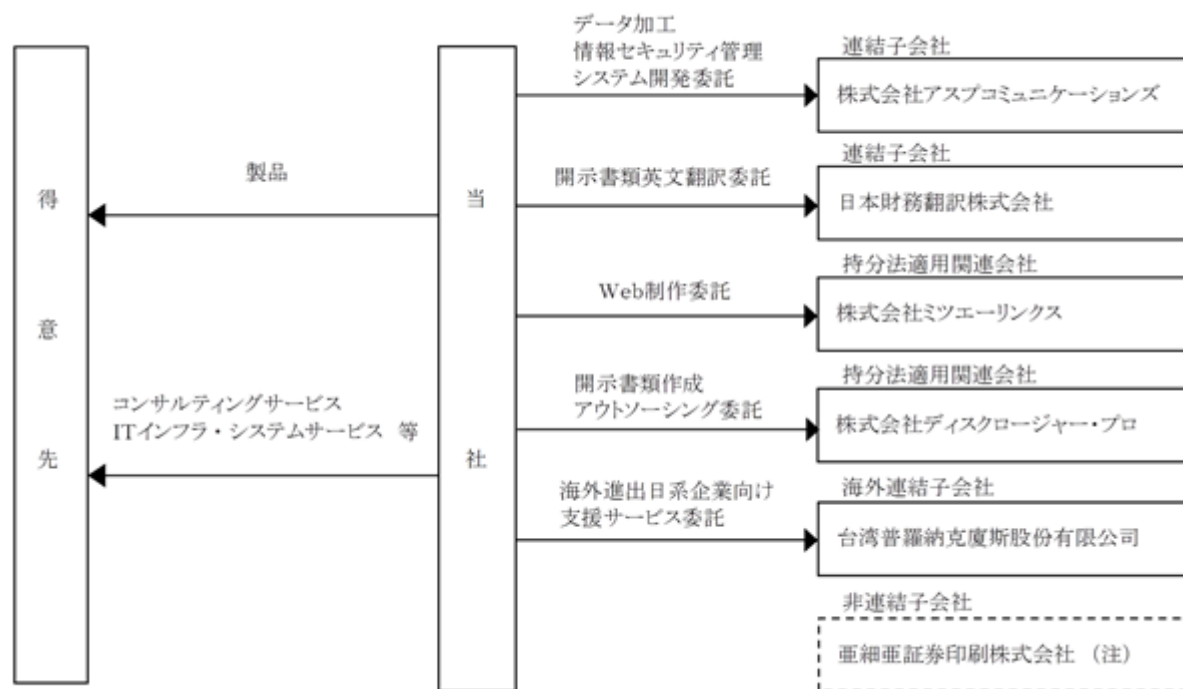 得意先
製品
コンサルティングサービス
ITインフラ・システムサービス 等
当社
データ加工
情報セキュリティ管理
システム開発委託
連結子会社
株式会社アスプコミュニケーションズ
開示書類英文翻訳委託
連結子会社
日本財務翻訳株式会社
Web制作委託
持分法適用関連会社
株式会社ミツエーリンクス
開示書類作成
アウトソーシング委託
持分法適用関連会社
株式会社ディスクロージャー・プロ
海外進出日系企業向け
支援サービス委託
海外連結子会社
台湾普羅納克廈斯股份有限公司
非連結子会社
亜細亜証券印刷株式会社 (注)